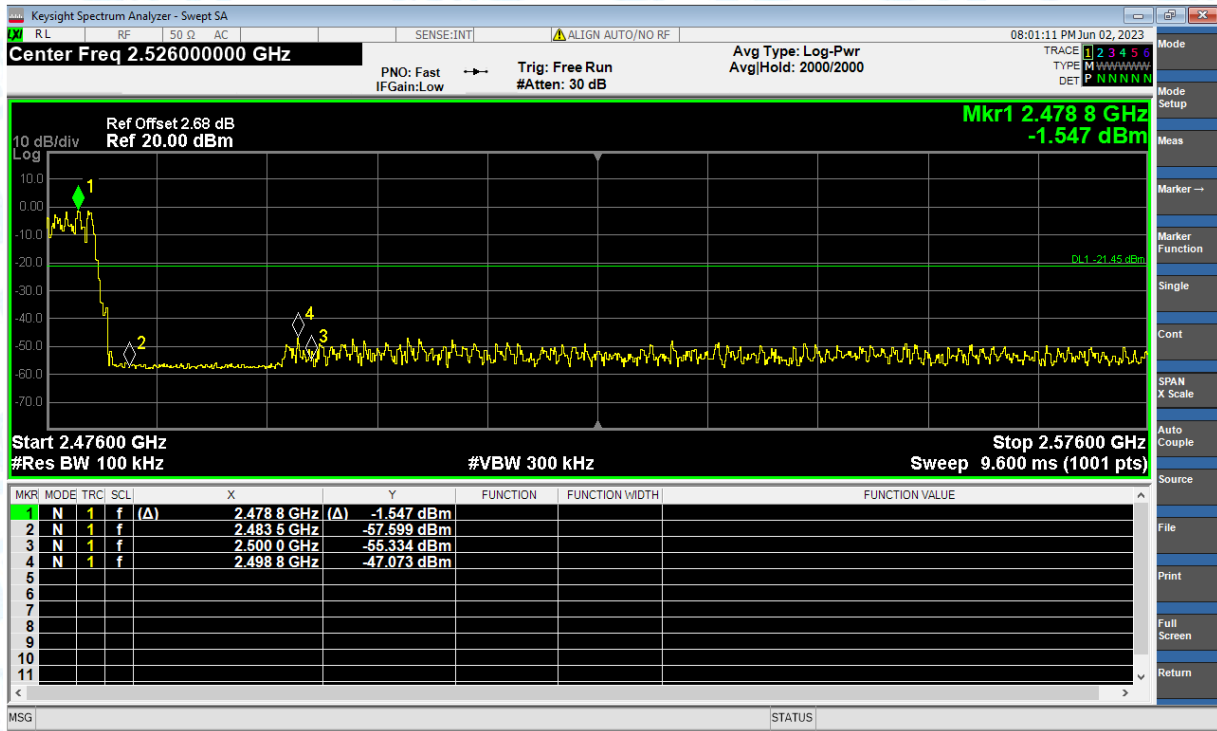 Keysight Spectrum Analyzer - Swept SA
LXI RL RF 50 Ω AC SENSE:INT ALIGN AUTO/NO RF 08:01:11 PM Jun 02, 2023
Center Freq 2.526000000 GHz
PNO: Fast
IFGain:Low
Trig: Free Run
#Atten: 30 dB
Avg Type: Log-Pwr
Avg|Hold: 2000/2000
TRACE 1 2 3 4 5 6
TYPE M WWWWW
DET P N N N N N
Ref Offset 2.68 dB
10 dB/div Ref 20.00 dBm
Log
Mkr1 2.478 8 GHz
-1.547 dBm
10.0
0.00
-10.0
-20.0
-30.0
-40.0
-50.0
-60.0
-70.0
1
2
4
3
DL1 -21.45 dBm
Start 2.47600 GHz Stop 2.57600 GHz
#Res BW 100 kHz #VBW 300 kHz Sweep 9.600 ms (1001 pts)
MKR MODE TRC SCL X Y FUNCTION FUNCTION WIDTH FUNCTION VALUE
1 N 1 f (Δ) 2.478 8 GHz (Δ) -1.547 dBm
2 N 1 f 2.483 5 GHz -57.599 dBm
3 N 1 f 2.500 0 GHz -55.334 dBm
4 N 1 f 2.498 8 GHz -47.073 dBm
5
6
7
8
9
10
11
MSG STATUS
Mode
Mode
Setup
Meas
Marker →
Marker
Function
Single
Cont
SPAN
X Scale
Auto
Couple
Source
File
Print
Full
Screen
Return